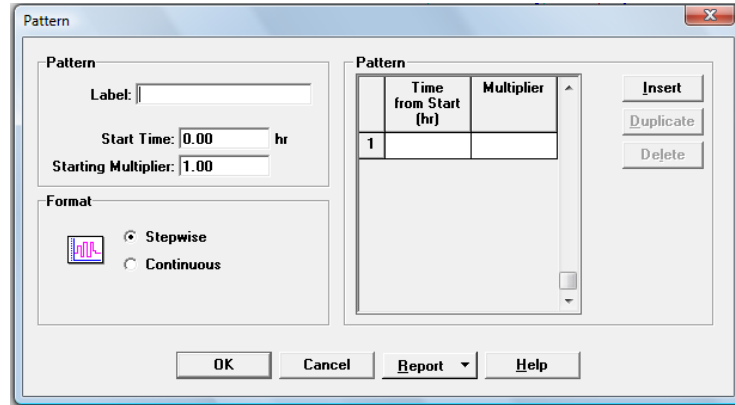 Pattern
x
Pattern
Label:
Start Time: 0.00 hr
Starting Multiplier: 1.00
Format
Stepwise
Continuous
Pattern
Time from Start (hr)
Multiplier
1
Insert
Duplicate
Delete
OK
Cancel
Report
Help